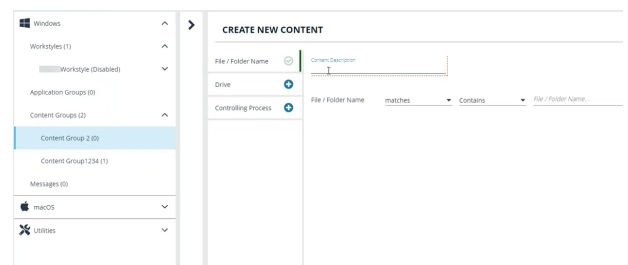 Windows
Workstyles (1)
Workstyle (Disabled)
Application Groups (0)
Content Groups (2)
Content Group 2 (0)
Content Group1234 (1)
Messages (0)
macOS
Utilities
CREATE NEW CONTENT
File / Folder Name
Drive
Controlling Process
Content Description
File / Folder Name matches Contains File / Folder Name...